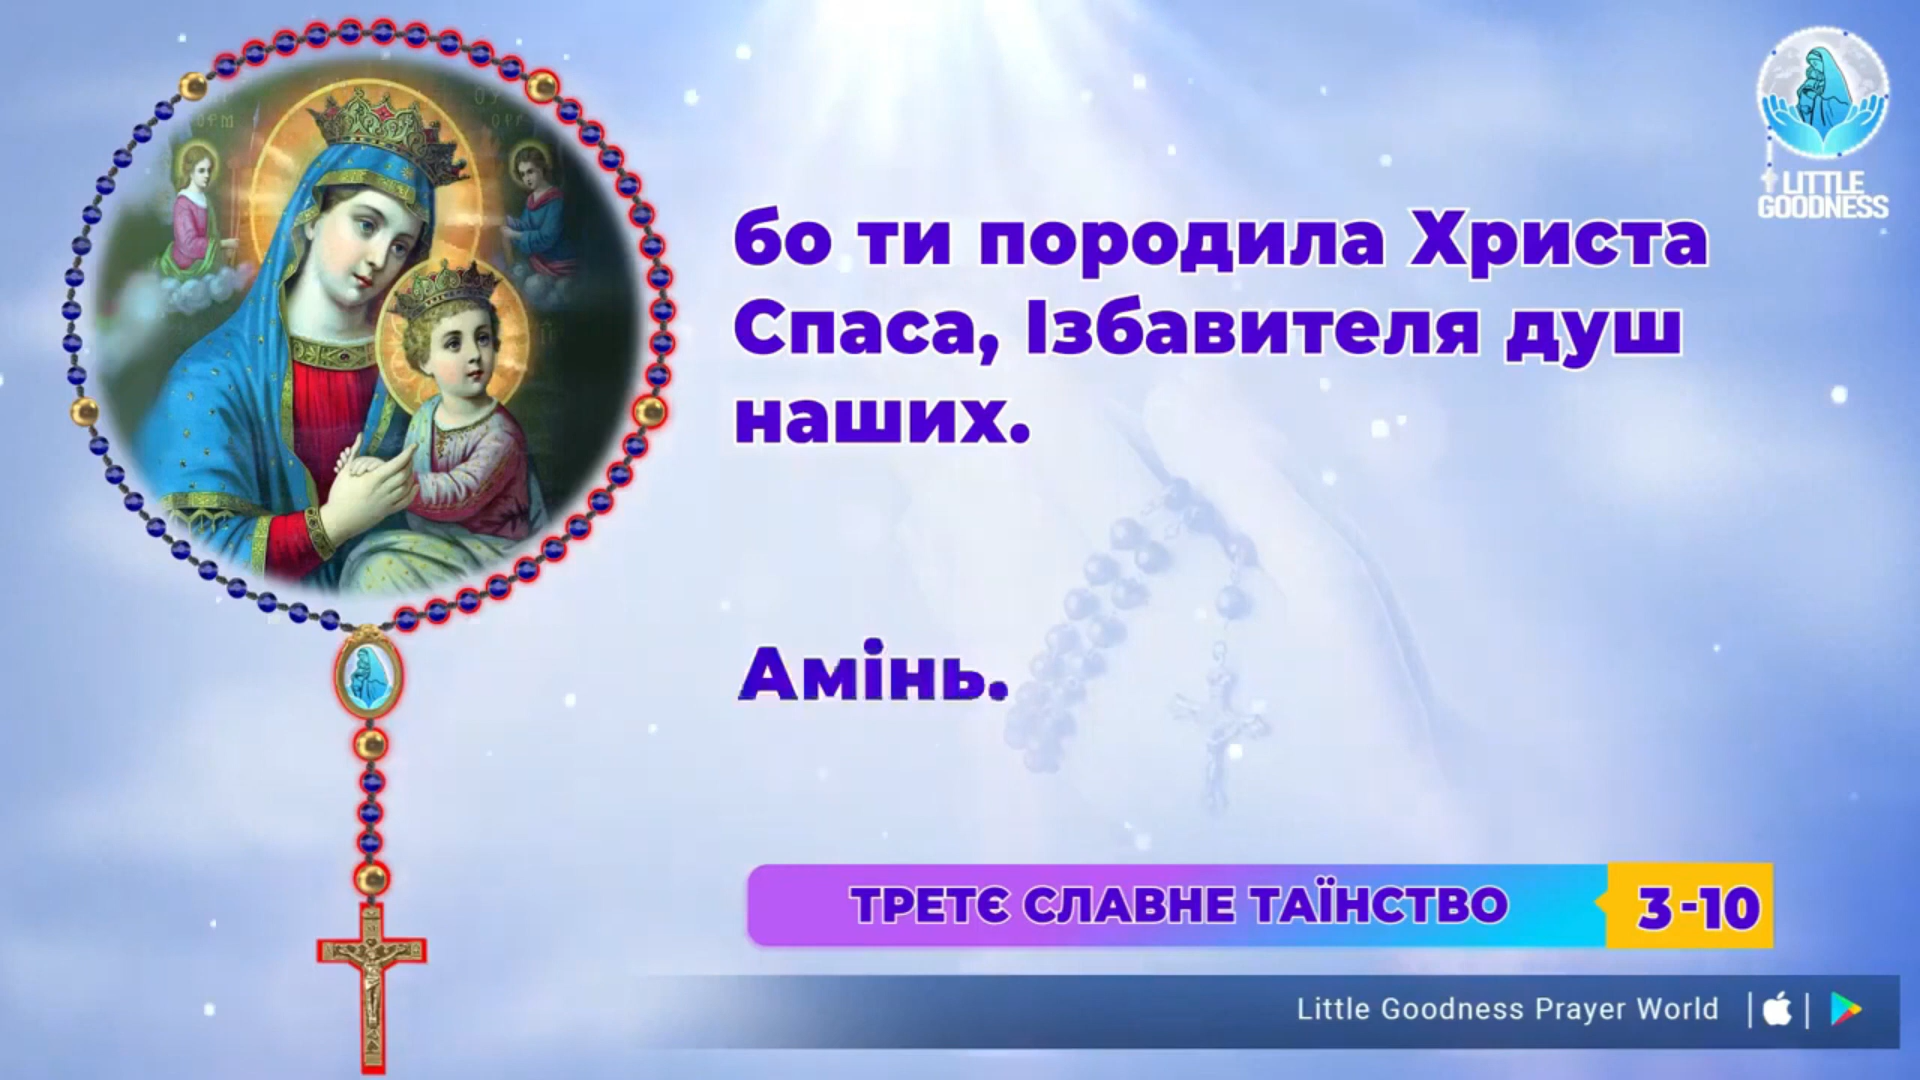 LITTLE
GOODNESS
бо ти породила Христа
Спаса, Ізбавителя душ
наших.
Амінь.
ТРЕТЄ СЛАВНЕ ТАЇНСТВО
3-10
Little Goodness Prayer World